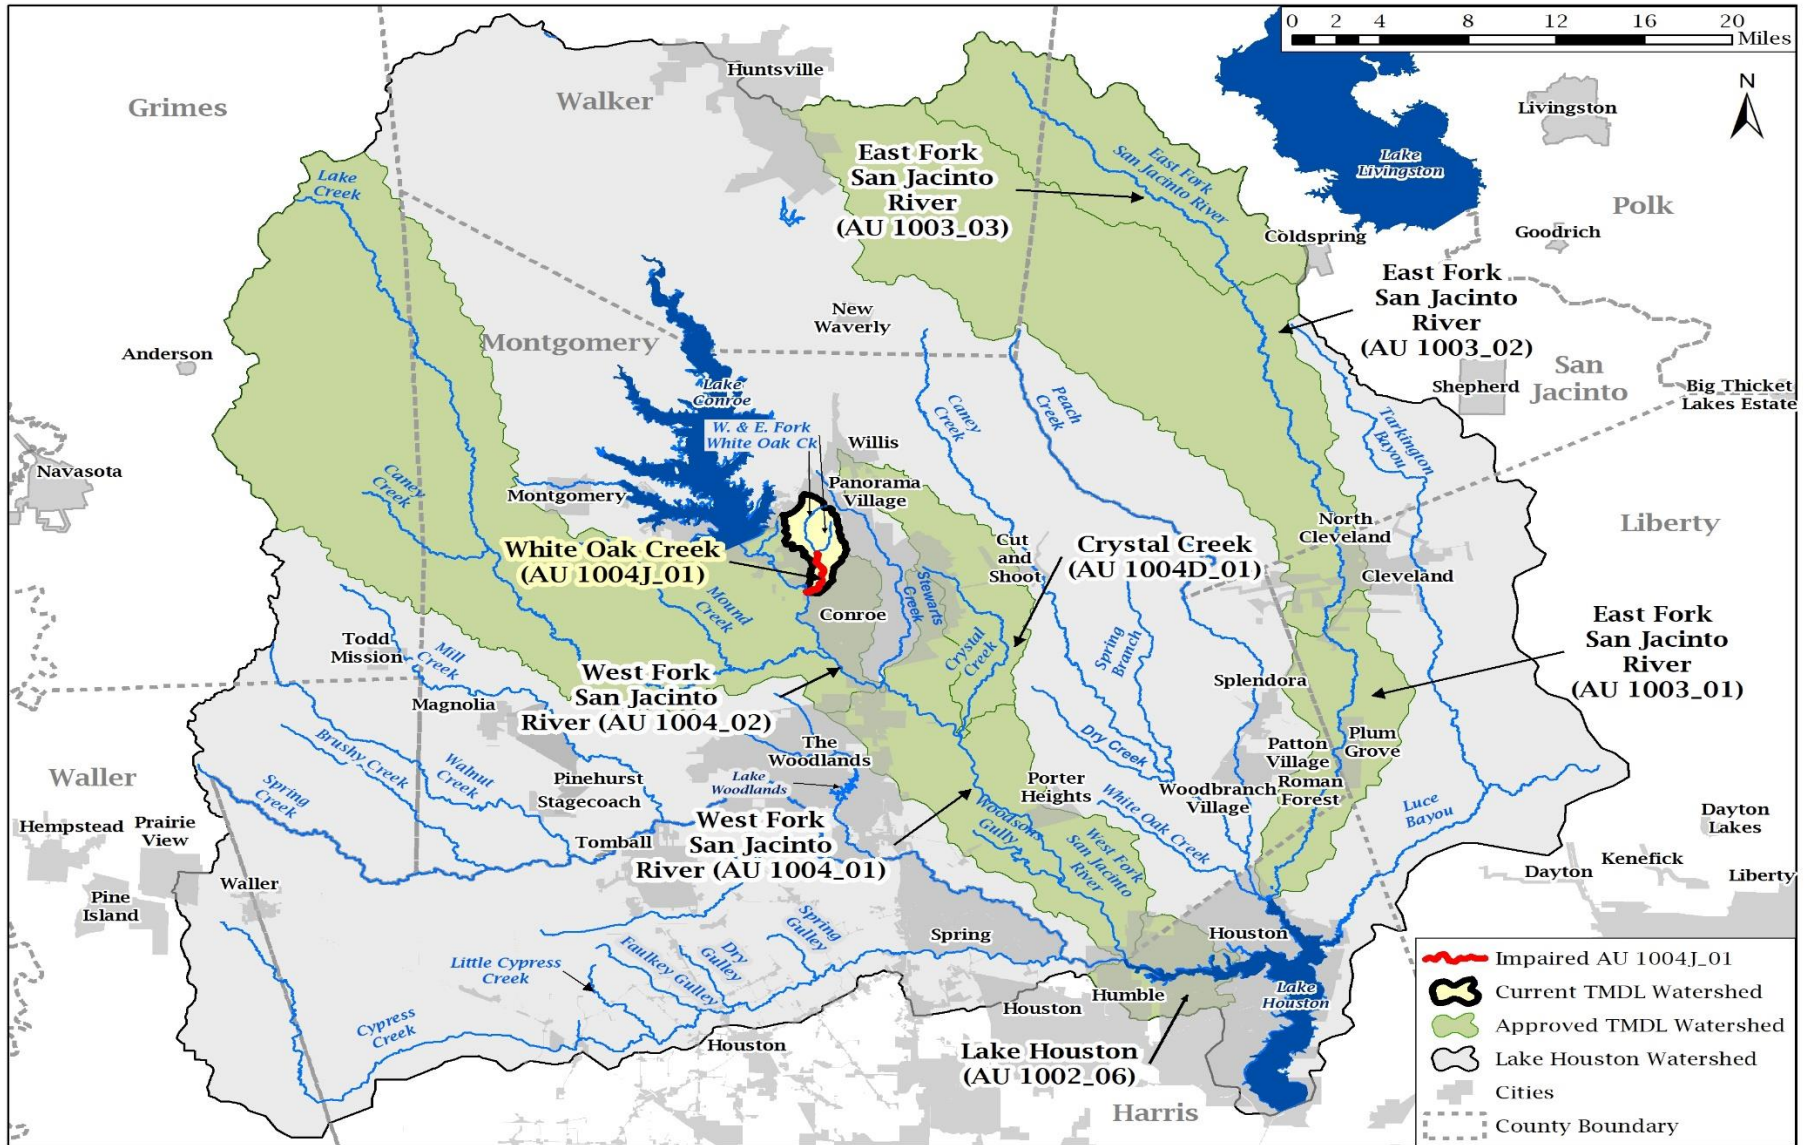 0 2 4 8 12 16 20
Miles
N
Grimes
Walker
Huntsville
Livingston
Lake
Livingston
Polk
Goodrich
Lake
Creek
East Fork
San Jacinto
River
(AU 1003_03)
East Fork
San Jacinto River
Coldspring
East Fork
San Jacinto
River
(AU 1003_02)
New
Waverly
Anderson
Montgomery
San
Jacinto
Shepherd
Big Thicket
Lakes Estate
Lake
Conroe
Caney
Creek
Peach
Creek
Tarkington
Bayou
W. & E. Fork
White Oak Ck
Willis
Navasota
Caney
Creek
Montgomery
Panorama
Village
North
Cleveland
Liberty
White Oak Creek
(AU 1004J_01)
Cut
and
Shoot
Crystal Creek
(AU 1004D_01)
Cleveland
Mound
Creek
Conroe
Stewarts
Creek
Crystal
Creek
Spring
Branch
East Fork
San Jacinto
River
(AU 1003_01)
Todd
Mission
Mill
Creek
West Fork
San Jacinto
River (AU 1004_02)
Splendora
Magnolia
Brushy Creek
Walnut
Creek
The
Woodlands
Dry Creek
Patton
Village
Plum
Grove
Waller
Spring
Creek
Pinehurst
Stagecoach
Lake
Woodlands
Porter
Heights
Woodbranch
Village
Roman
Forest
Luce
Bayou
Hempstead
Prairie
View
Tomball
West Fork
San Jacinto
River (AU 1004_01)
Woodsons
Gully
West Fork
San Jacinto
River
White Oak Creek
Dayton
Lakes
Kenefick
Dayton
Liberty
Pine
Island
Waller
Spring
Gulley
Dry
Gulley
Faulkey Gulley
Little Cypress
Creek
Spring
Houston
Cypress
Creek
Houston
Houston
Humble
Lake
Houston
Lake Houston
(AU 1002_06)
Harris
Impaired AU 1004J_01
Current TMDL Watershed
Approved TMDL Watershed
Lake Houston Watershed
Cities
County Boundary